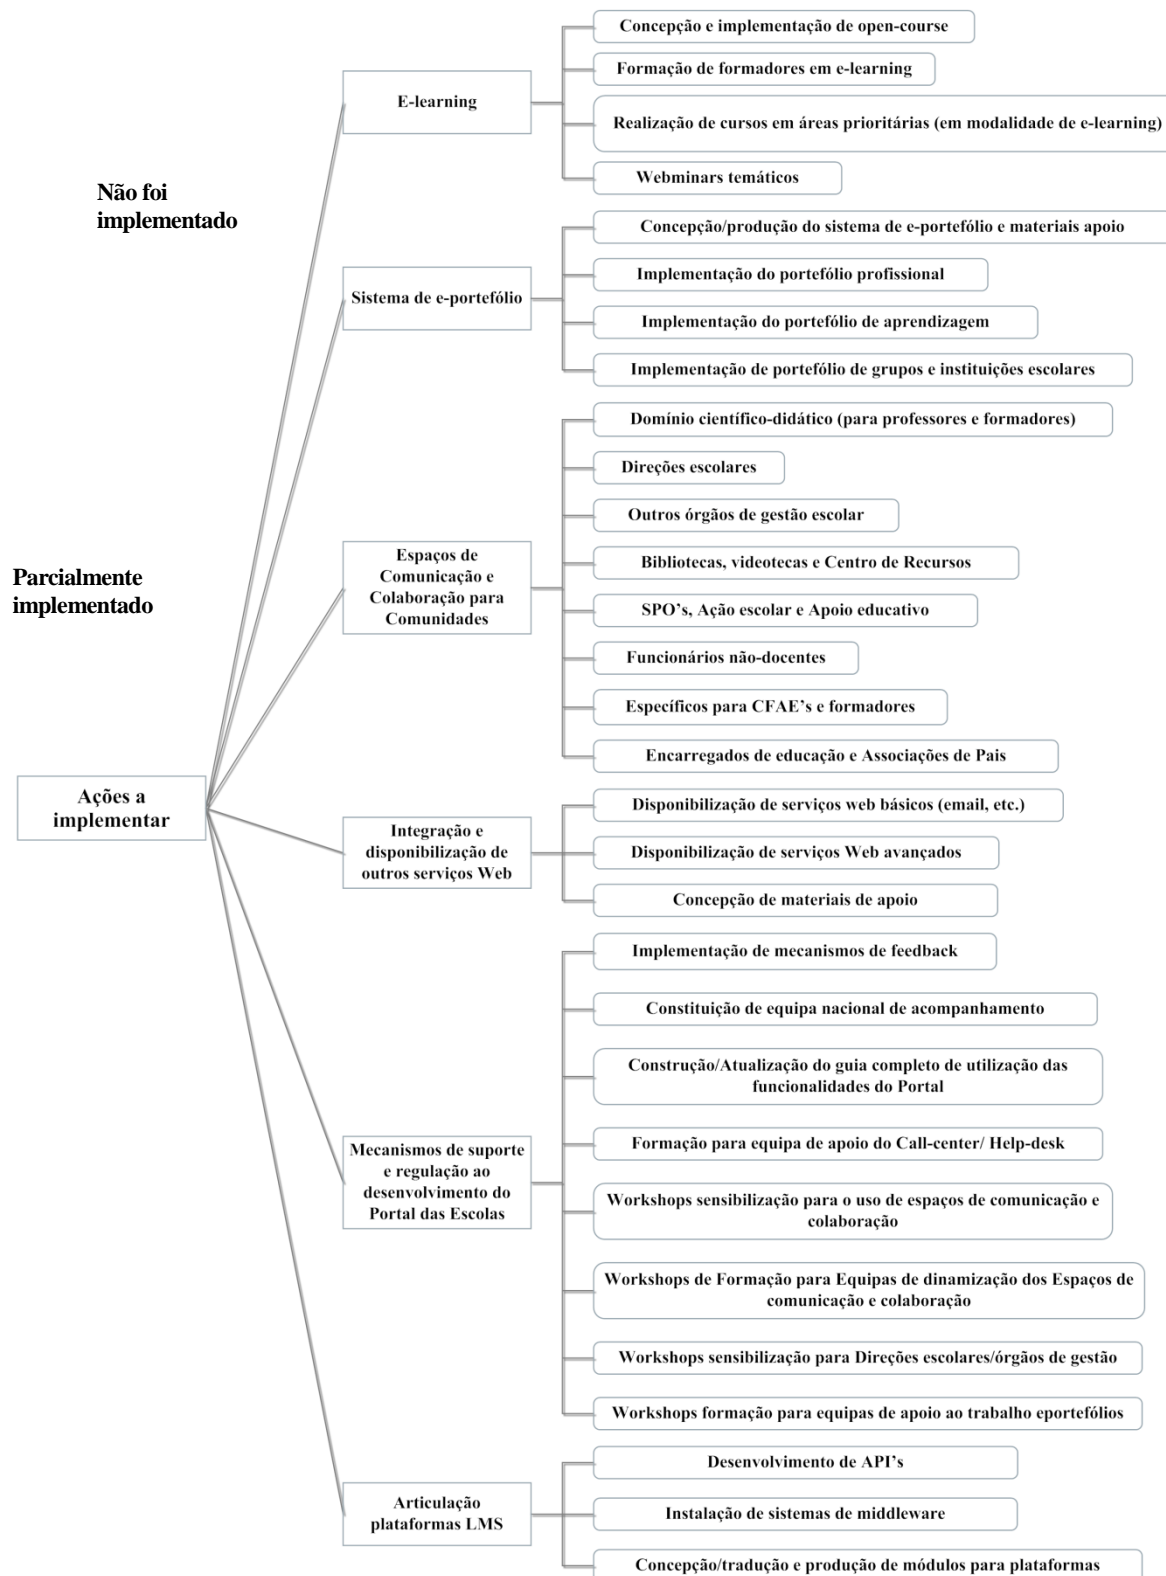 Concepção e implementação de open-course
Formação de formadores em e-learning
E-learning
Realização de cursos em áreas prioritárias (em modalidade de e-learning)
Webminars temáticos
Não foi
implementado
Concepção/produção do sistema de e-portefólio e materiais apoio
Implementação do portefólio profissional
Sistema de e-portefólio
Implementação do portefólio de aprendizagem
Implementação de portefólio de grupos e instituições escolares
Domínio científico-didático (para professores e formadores)
Direções escolares
Outros órgãos de gestão escolar
Espaços de
Comunicação e
Colaboração para
Comunidades
Bibliotecas, videotecas e Centro de Recursos
Parcialmente
implementado
SPO's, Ação escolar e Apoio educativo
Funcionários não-docentes
Específicos para CFAE's e formadores
Encarregados de educação e Associações de Pais
Ações a
implementar
Disponibilização de serviços web básicos (email, etc.)
Integração e
disponibilização de
outros serviços Web
Disponibilização de serviços Web avançados
Concepção de materiais de apoio
Implementação de mecanismos de feedback
Constituição de equipa nacional de acompanhamento
Construção/Atualização do guia completo de utilização das
funcionalidades do Portal
Formação para equipa de apoio do Call-center/ Help-desk
Mecanismos de suporte
e regulação ao
desenvolvimento do
Portal das Escolas
Workshops sensibilização para o uso de espaços de comunicação e
colaboração
Workshops de Formação para Equipas de dinamização dos Espaços de
comunicação e colaboração
Workshops sensibilização para Direções escolares/órgãos de gestão
Workshops formação para equipas de apoio ao trabalho eportefólios
Desenvolvimento de API's
Articulação
plataformas LMS
Instalação de sistemas de middleware
Concepção/tradução e produção de módulos para plataformas